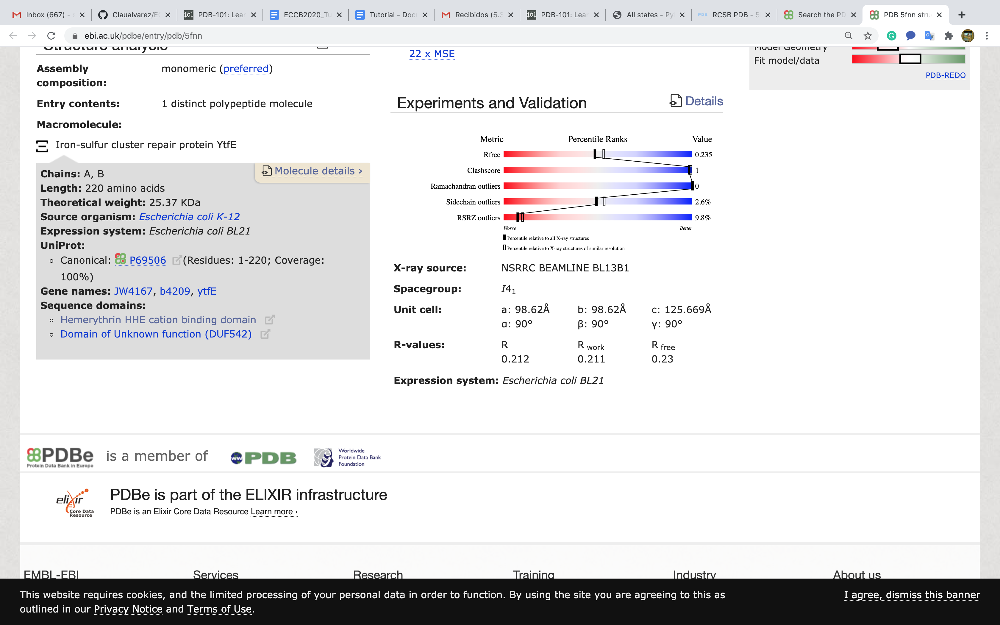 Inbox (667) - s
Claualvarez/E
PDB-101: Lear
ECCB2020_Tu
Tutorial - Doc
Recibidos (5.3
PDB-101: Lear
All states - Py
RCSB PDB - 5
Search the PD
PDB 5fnn stru
ebi.ac.uk/pdbe/entry/pdb/5fnn
Structure analysis
Assembly composition: monomeric (preferred)
Entry contents: 1 distinct polypeptide molecule
Macromolecule:
Iron-sulfur cluster repair protein YtfE
Molecule details ›
Chains: A, B
Length: 220 amino acids
Theoretical weight: 25.37 KDa
Source organism: Escherichia coli K-12
Expression system: Escherichia coli BL21
UniProt:
Canonical: P69506 (Residues: 1-220; Coverage:
100%)
Gene names: JW4167, b4209, ytfE
Sequence domains:
Hemerythrin HHE cation binding domain
Domain of Unknown function (DUF542)
22 x MSE
Experiments and Validation
Details
Metric Percentile Ranks Value
Rfree 0.235
Clashscore 1
Ramachandran outliers 0
Sidechain outliers 2.6%
RSRZ outliers 9.8%
Worse Better
Percentile relative to all X-ray structures
Percentile relative to X-ray structures of similar resolution
X-ray source: NSRRC BEAMLINE BL13B1
Spacegroup: I4₁
Unit cell: a: 98.62Å b: 98.62Å c: 125.669Å
α: 90° β: 90° γ: 90°
R-values: R R work R free
0.212 0.211 0.23
Expression system: Escherichia coli BL21
Model Geometry
Fit model/data
PDB-REDO
PDBe
Protein Data Bank in Europe
is a member of
ww PDB
Worldwide
Protein Data Bank
Foundation
elixir
Core Data
Resource
PDBe is part of the ELIXIR infrastructure
PDBe is an Elixir Core Data Resource Learn more ›
EMBL-EBI Services Research Training Industry About us
This website requires cookies, and the limited processing of your personal data in order to function. By using the site you are agreeing to this as
outlined in our Privacy Notice and Terms of Use.
I agree, dismiss this banner